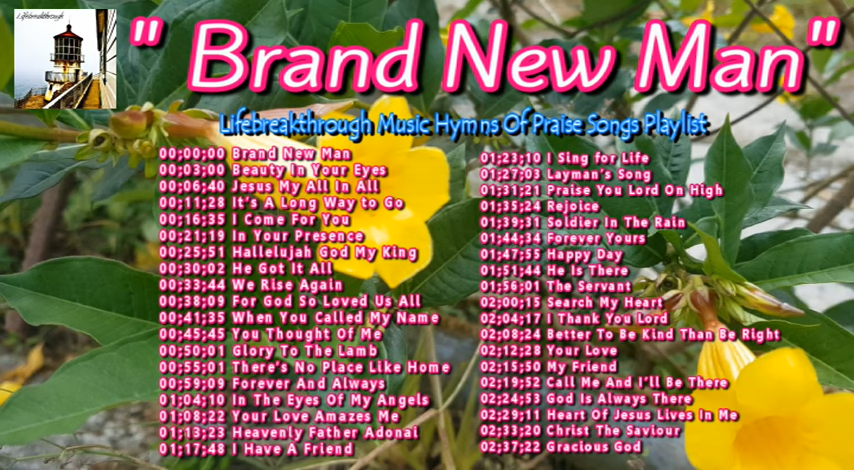 Lifebreakthrough
" Brand New Man"
Lifebreakthrough Music Hymns Of Praise Songs Playlist
00;00;00 Brand New Man
00;03;00 Beauty In Your Eyes
00;06;40 Jesus My All In All
00;11;28 It's A Long Way to Go
00;16;35 I Come For You
00;21;19 In Your Presence
00;25;51 Hallelujah God My King
00;30;02 He Got It All
00;33;44 We Rise Again
00;38;09 For God So Loved Us All
00;41;35 When You Called My Name
00;45;45 You Thought Of Me
00;50;01 Glory To The Lamb
00;55;01 There's No Place Like Home
00;59;09 Forever And Always
01;04;10 In The Eyes Of My Angels
01;08;22 Your Love Amazes Me
01;13;23 Heavenly Father Adonai
01;17;48 I Have A Friend
01;23;10 I Sing for Life
01;27;03 Layman's Song
01;31;21 Praise You Lord On High
01;35;24 Rejoice
01;39;31 Soldier In The Rain
01;44;34 Forever Yours
01;47;55 Happy Day
01;51;44 He Is There
01;56;01 The Servant
02;00;15 Search My Heart
02;04;17 I Thank You Lord
02;08;24 Better To Be Kind Than Be Right
02;12;28 Your Love
02;15;50 My Friend
02;19;52 Call Me And I'll Be There
02;24;53 God Is Always There
02;29;11 Heart Of Jesus Lives In Me
02;33;20 Christ The Saviour
02;37;22 Gracious God